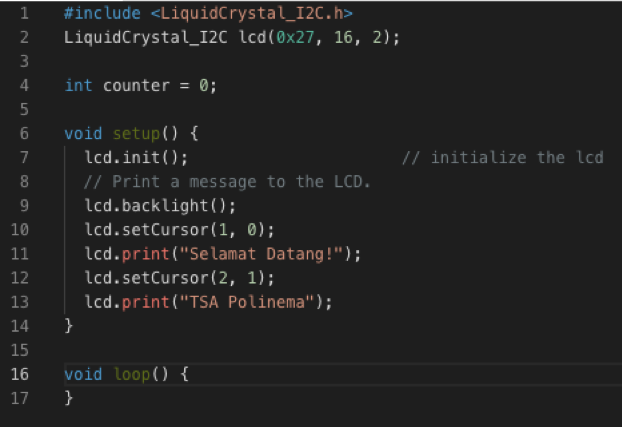 1 #include <LiquidCrystal_I2C.h>
2 LiquidCrystal_I2C lcd(0x27, 16, 2);
3
4 int counter = 0;
5
6 void setup() {
7 lcd.init(); // initialize the lcd
8 // Print a message to the LCD.
9 lcd.backlight();
10 lcd.setCursor(1, 0);
11 lcd.print("Selamat Datang!");
12 lcd.setCursor(2, 1);
13 lcd.print("TSA Polinema");
14 }
15
16 void loop() {
17 }